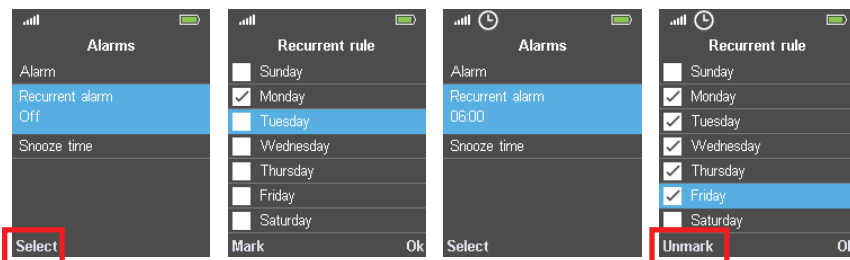 Alarms
Alarm
Recurrent alarm
Off
Snooze time
Select
Recurrent rule
Sunday
Monday
Tuesday
Wednesday
Thursday
Friday
Saturday
Mark Ok
Alarms
Alarm
Recurrent alarm
06:00
Snooze time
Select
Recurrent rule
Sunday
Monday
Tuesday
Wednesday
Thursday
Friday
Saturday
Unmark Ok